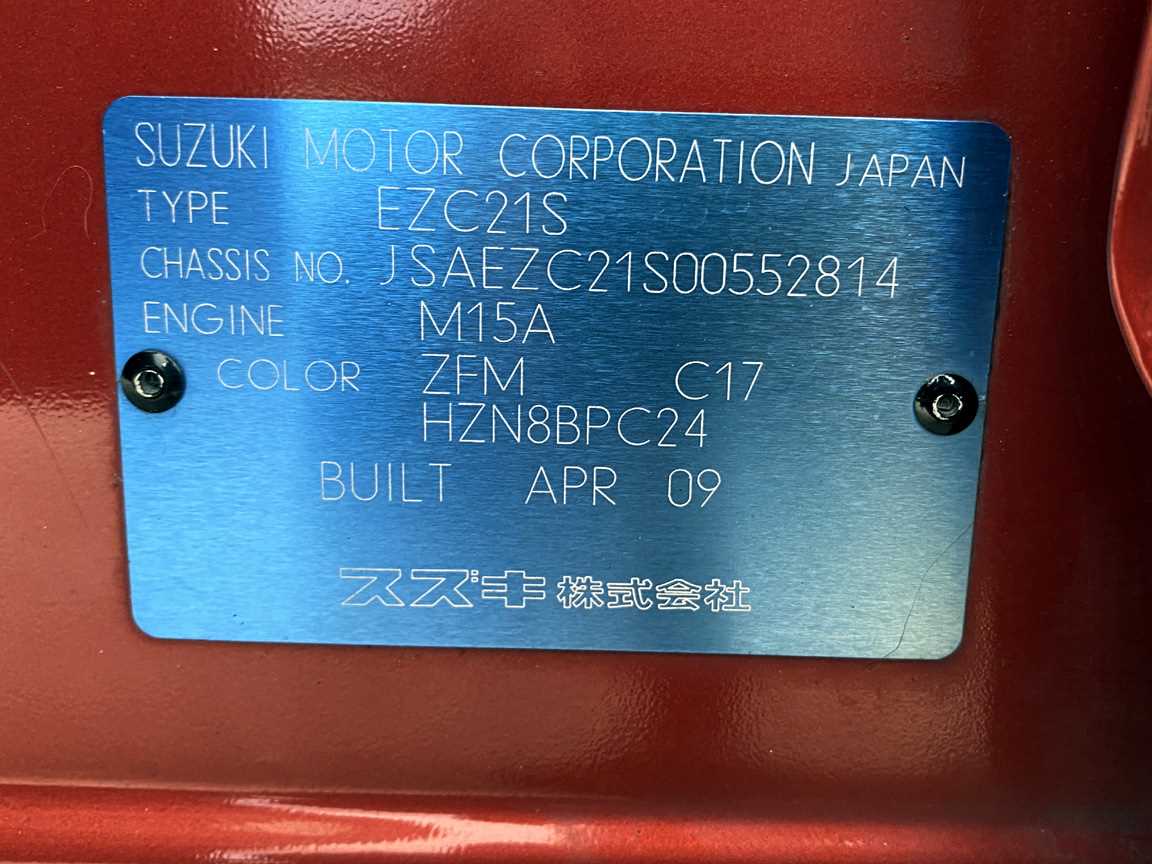 SUZUKI MOTOR CORPORATION JAPAN
TYPE EZC21S
CHASSIS NO. JSAEZC21S00552814
ENGINE M15A
COLOR ZFM C17
HZN8BPC24
BUILT APR 09
スズキ株式会社